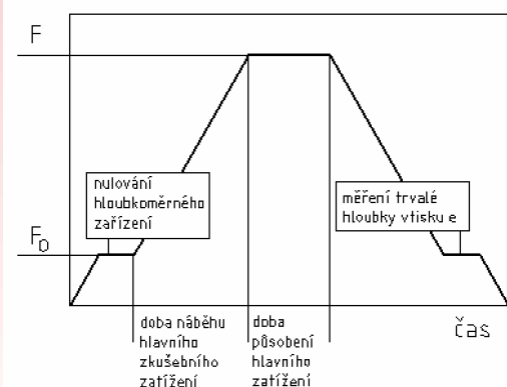 F
nulování
hloubkoměrného
zařízení
měření trvalé
hloubky vtisku e
F0
čas
doba náběhu
hlavního
zkušebního
zatížení
doba
působení
hlavního
zatížení